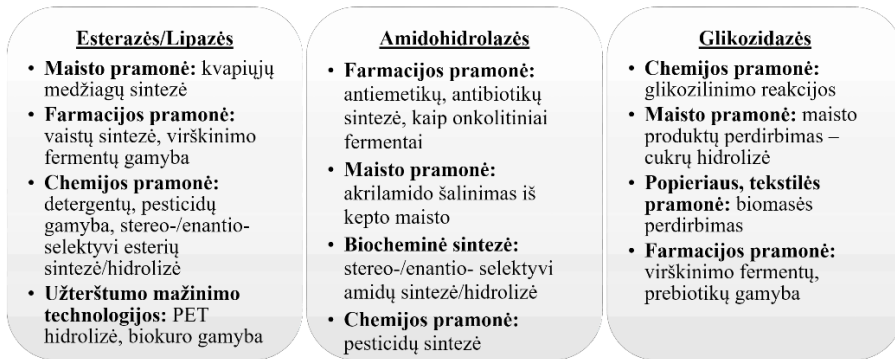 Esterazės/Lipazės
• Maisto pramonė: kvapiųjų
medžiagų sintezė
• Farmacijos pramonė:
vaistų sintezė, virškinimo
fermentų gamyba
• Chemijos pramonė:
detergentų, pesticidų
gamyba, stereo-/enantio-
selektyvi esterių
sintezė/hidrolizė
• Užterštumo mažinimo
technologijos: PET
hidrolizė, biokuro gamyba
Amidohidrolazės
• Farmacijos pramonė:
antiemetikų, antibiotikų
sintezė, kaip onkolitiniai
fermentai
• Maisto pramonė:
akrilamido šalinimas iš
kepto maisto
• Biocheminė sintezė:
stereo-/enantio- selektyvi
amidų sintezė/hidrolizė
• Chemijos pramonė:
pesticidų sintezė
Glikozidazės
• Chemijos pramonė:
glikozilinimo reakcijos
• Maisto pramonė: maisto
produktų perdirbimas –
cukrų hidrolizė
• Popieriaus, tekstilės
pramonė: biomasės
perdirbimas
• Farmacijos pramonė:
virškinimo fermentų,
prebiotikų gamyba